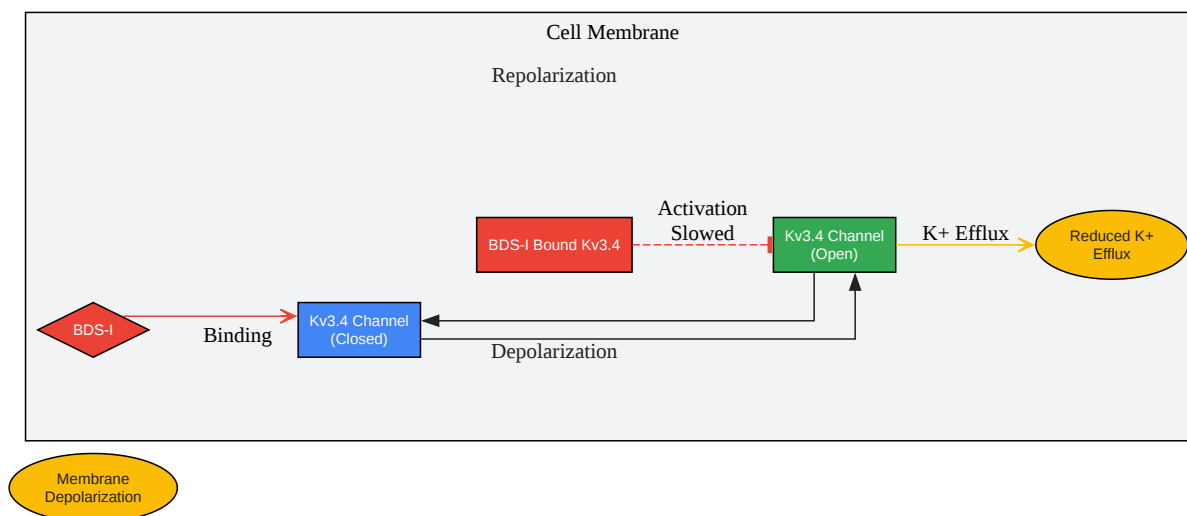 Cell Membrane
Repolarization
Activation
Slowed
BDS-I Bound Kv3.4
Kv3.4 Channel
(Open)
K+ Efflux
Reduced K+
Efflux
BDS-I
Binding
Kv3.4 Channel
(Closed)
Depolarization
Membrane
Depolarization